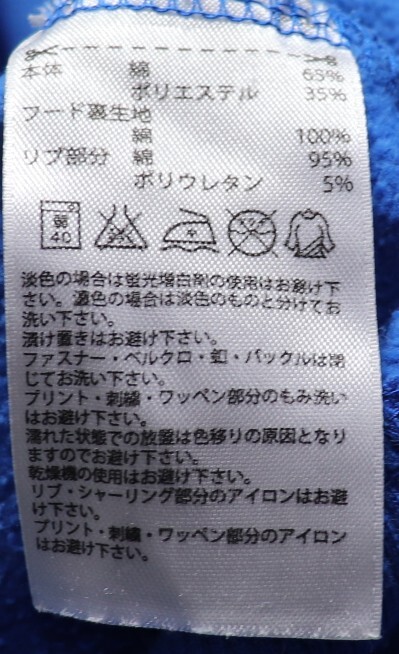 本体 綿 65%
ポリエステル 35%
フード裏生地
綿 100%
リブ部分 綿 95%
ポリウレタン 5%
弱
40
淡色の場合は蛍光増白剤の使用はお避け下
さい。濃色の場合は淡色のものと分けてお
洗い下さい。
漬け置きはお避け下さい。
ファスナー・ベルクロ・釦・バックルは閉
じてお洗い下さい。
プリント・刺繍・ワッペン部分のもみ洗い
はお避け下さい。
濡れた状態での放置は色移りの原因となり
ますのでお避け下さい。
乾燥機の使用はお避け下さい。
リブ・シャーリング部分のアイロンはお避
け下さい。
プリント・刺繍・ワッペン部分のアイロン
はお避け下さい。